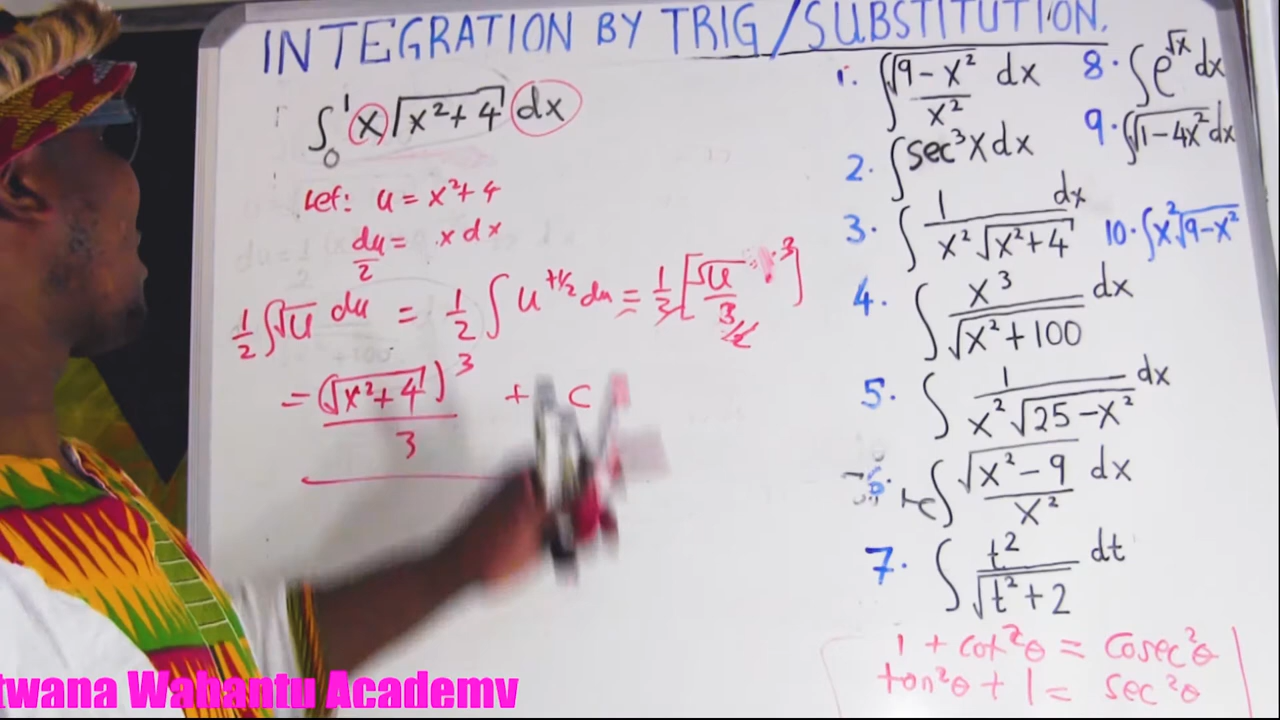 INTEGRATION BY TRIG/SUBSTITUTION.
∫₀¹ x √(x²+4) dx
Let: u = x²+4
du/2 = x dx
1/2 ∫√u du = 1/2 ∫ u^(+1/2) du = 1/3 [√u³]
= (√(x²+4))³/3 + C
1. ∫ √(9-x²)/x² dx
2. ∫ sec³x dx
3. ∫ 1/(x²√(x²+4)) dx
4. ∫ x³/√(x²+100) dx
5. ∫ 1/(x²√(25-x²)) dx
6. ∫ √(x²-9)/x² dx
7. ∫ t²/√(t²+2) dt
8. ∫ e^√x dx
9. ∫ √(1-4x²) dx
10. ∫ x²√(9-x²)
1 + cot²θ = cosec²θ
tan²θ + 1 = sec²θ
twana Wabantu Academy